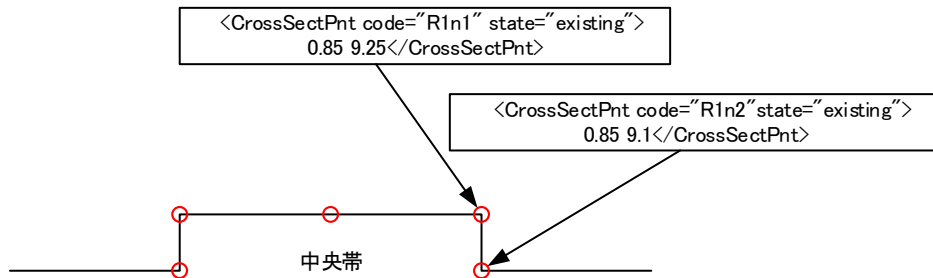 <CrossSectPnt code="R1n1" state="existing">
0.85 9.25</CrossSectPnt>
<CrossSectPnt code="R1n2"state="existing">
0.85 9.1</CrossSectPnt>
中央帯